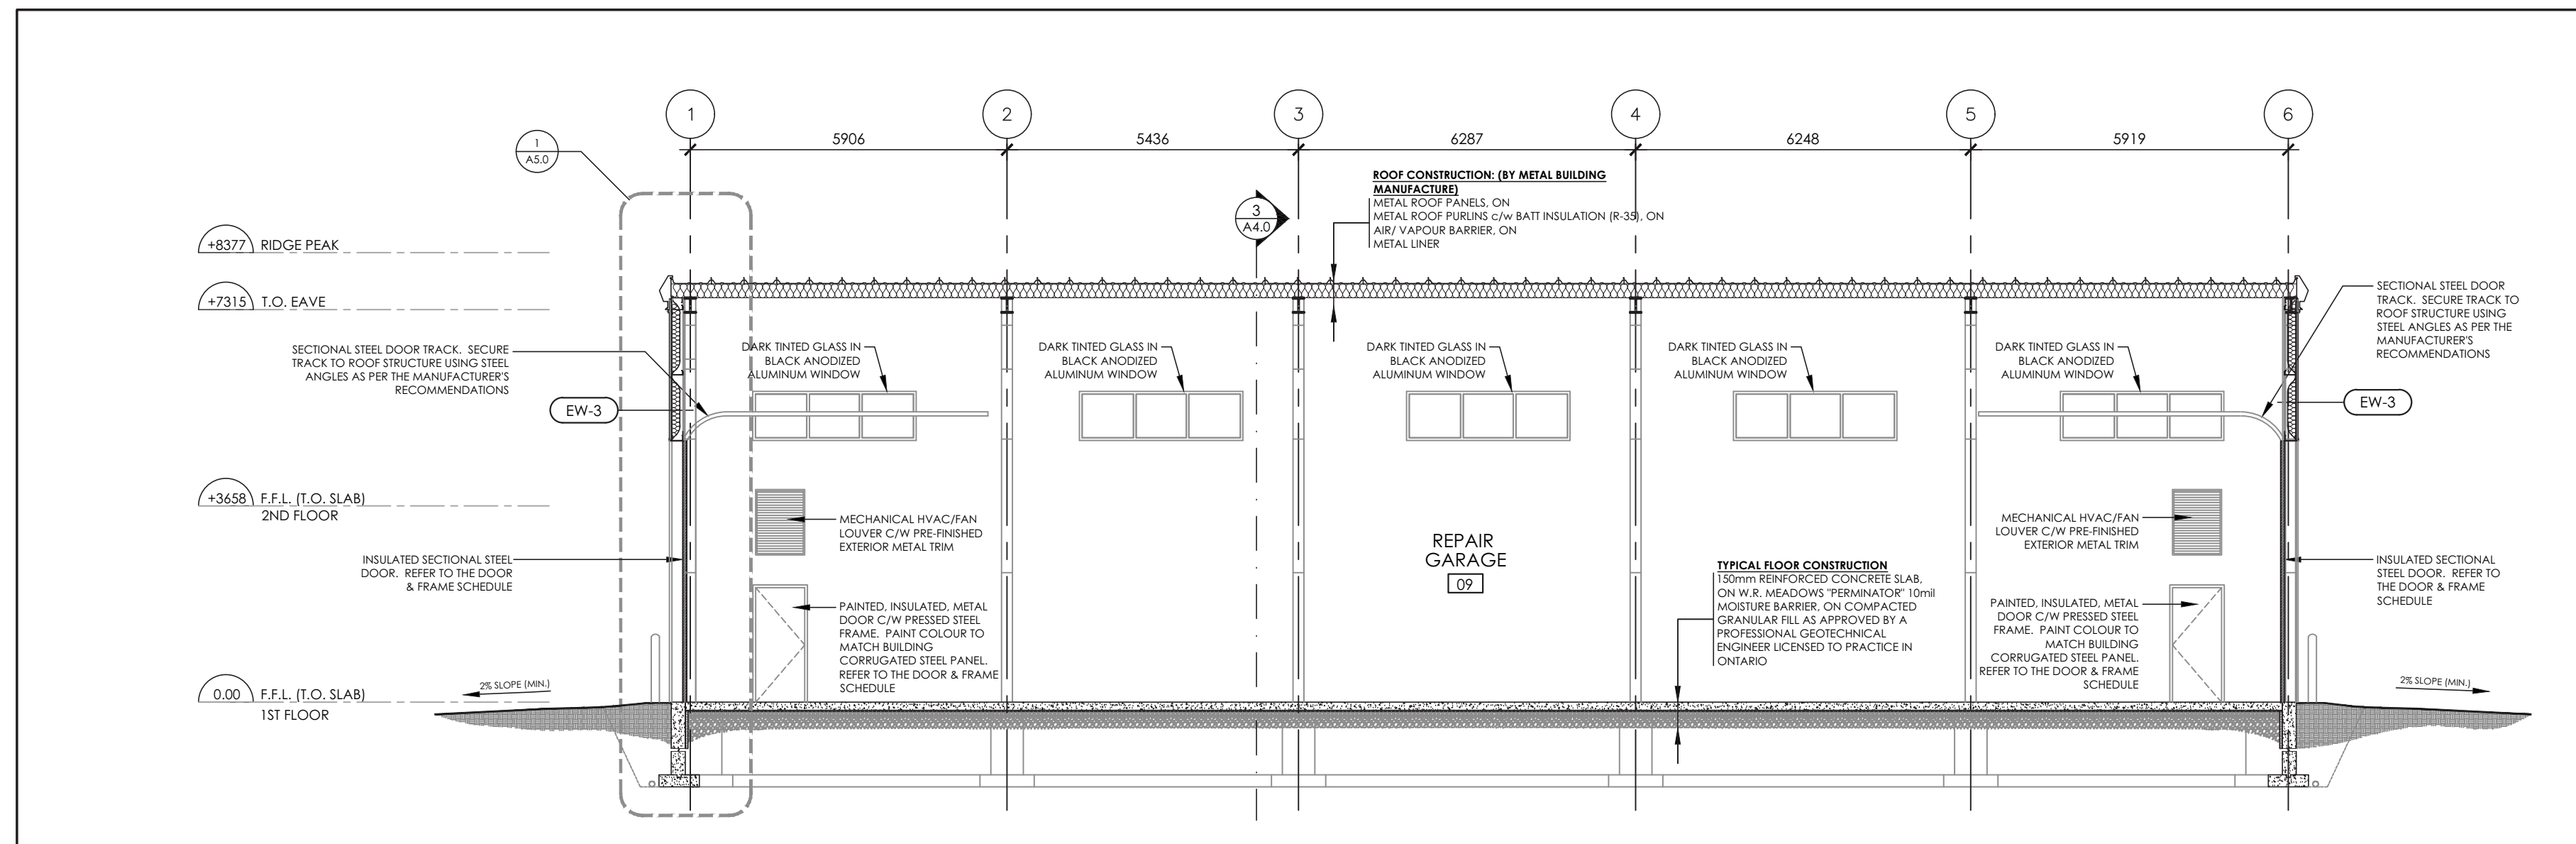 1
2
3
4
5
6
5906
5436
6287
6248
5919
1
A5.0
3
A4.0
ROOF CONSTRUCTION: (BY METAL BUILDING
MANUFACTURE)
METAL ROOF PANELS, ON
METAL ROOF PURLINS c/w BATT INSULATION (R-35), ON
AIR/ VAPOUR BARRIER, ON
METAL LINER
+8377 RIDGE PEAK
+7315 T.O. EAVE
+3658 F.F.L. (T.O. SLAB)
2ND FLOOR
0.00 F.F.L. (T.O. SLAB)
1ST FLOOR
SECTIONAL STEEL DOOR TRACK. SECURE
TRACK TO ROOF STRUCTURE USING STEEL
ANGLES AS PER THE MANUFACTURER'S
RECOMMENDATIONS
EW-3
INSULATED SECTIONAL STEEL
DOOR. REFER TO THE DOOR
& FRAME SCHEDULE
2% SLOPE (MIN.)
DARK TINTED GLASS IN
BLACK ANODIZED
ALUMINUM WINDOW
DARK TINTED GLASS IN
BLACK ANODIZED
ALUMINUM WINDOW
DARK TINTED GLASS IN
BLACK ANODIZED
ALUMINUM WINDOW
DARK TINTED GLASS IN
BLACK ANODIZED
ALUMINUM WINDOW
DARK TINTED GLASS IN
BLACK ANODIZED
ALUMINUM WINDOW
MECHANICAL HVAC/FAN
LOUVER C/W PRE-FINISHED
EXTERIOR METAL TRIM
PAINTED, INSULATED, METAL
DOOR C/W PRESSED STEEL
FRAME. PAINT COLOUR TO
MATCH BUILDING
CORRUGATED STEEL PANEL.
REFER TO THE DOOR & FRAME
SCHEDULE
REPAIR
GARAGE
09
TYPICAL FLOOR CONSTRUCTION
150mm REINFORCED CONCRETE SLAB,
ON W.R. MEADOWS "PERMINATOR" 10mil
MOISTURE BARRIER, ON COMPACTED
GRANULAR FILL AS APPROVED BY A
PROFESSIONAL GEOTECHNICAL
ENGINEER LICENSED TO PRACTICE IN
ONTARIO
MECHANICAL HVAC/FAN
LOUVER C/W PRE-FINISHED
EXTERIOR METAL TRIM
PAINTED, INSULATED, METAL
DOOR C/W PRESSED STEEL
FRAME. PAINT COLOUR TO
MATCH BUILDING
CORRUGATED STEEL PANEL.
REFER TO THE DOOR & FRAME
SCHEDULE
SECTIONAL STEEL DOOR
TRACK. SECURE TRACK TO
ROOF STRUCTURE USING
STEEL ANGLES AS PER THE
MANUFACTURER'S
RECOMMENDATIONS
EW-3
INSULATED SECTIONAL
STEEL DOOR. REFER TO
THE DOOR & FRAME
SCHEDULE
2% SLOPE (MIN.)